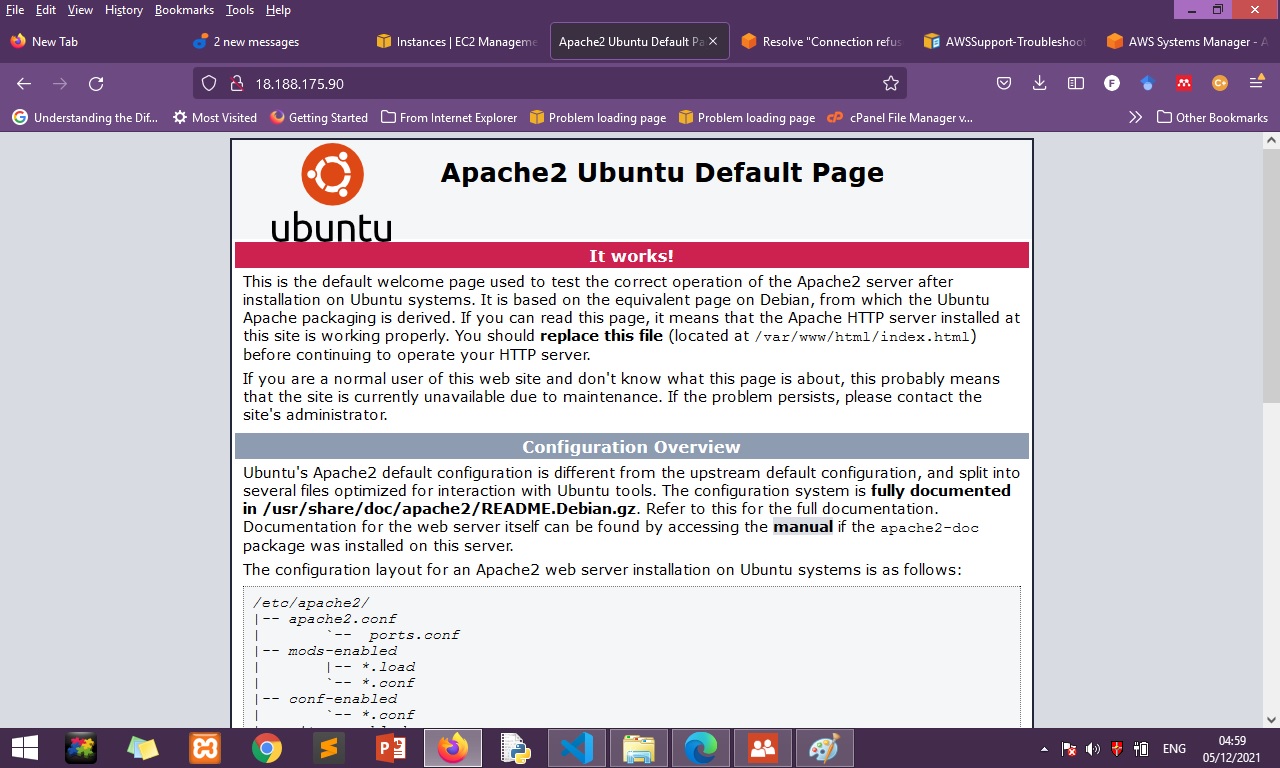 File Edit View History Bookmarks Tools Help
New Tab
2 new messages
Instances | EC2 Manageme
Apache2 Ubuntu Default Pa
Resolve "Connection refus
AWSSupport-Troubleshoot
AWS Systems Manager - A
18.188.175.90
Understanding the Dif...
Most Visited
Getting Started
From Internet Explorer
Problem loading page
Problem loading page
cPanel File Manager v...
Other Bookmarks
ubuntu
Apache2 Ubuntu Default Page
It works!
This is the default welcome page used to test the correct operation of the Apache2 server after
installation on Ubuntu systems. It is based on the equivalent page on Debian, from which the Ubuntu
Apache packaging is derived. If you can read this page, it means that the Apache HTTP server installed at
this site is working properly. You should replace this file (located at /var/www/html/index.html)
before continuing to operate your HTTP server.
If you are a normal user of this web site and don't know what this page is about, this probably means
that the site is currently unavailable due to maintenance. If the problem persists, please contact the
site's administrator.
Configuration Overview
Ubuntu's Apache2 default configuration is different from the upstream default configuration, and split into
several files optimized for interaction with Ubuntu tools. The configuration system is fully documented
in /usr/share/doc/apache2/README.Debian.gz. Refer to this for the full documentation.
Documentation for the web server itself can be found by accessing the manual if the apache2-doc
package was installed on this server.
The configuration layout for an Apache2 web server installation on Ubuntu systems is as follows:
/etc/apache2/
|-- apache2.conf
|       `--  ports.conf
|-- mods-enabled
|       |-- *.load
|       `-- *.conf
|-- conf-enabled
|       `-- *.conf
ENG
04:59
05/12/2021